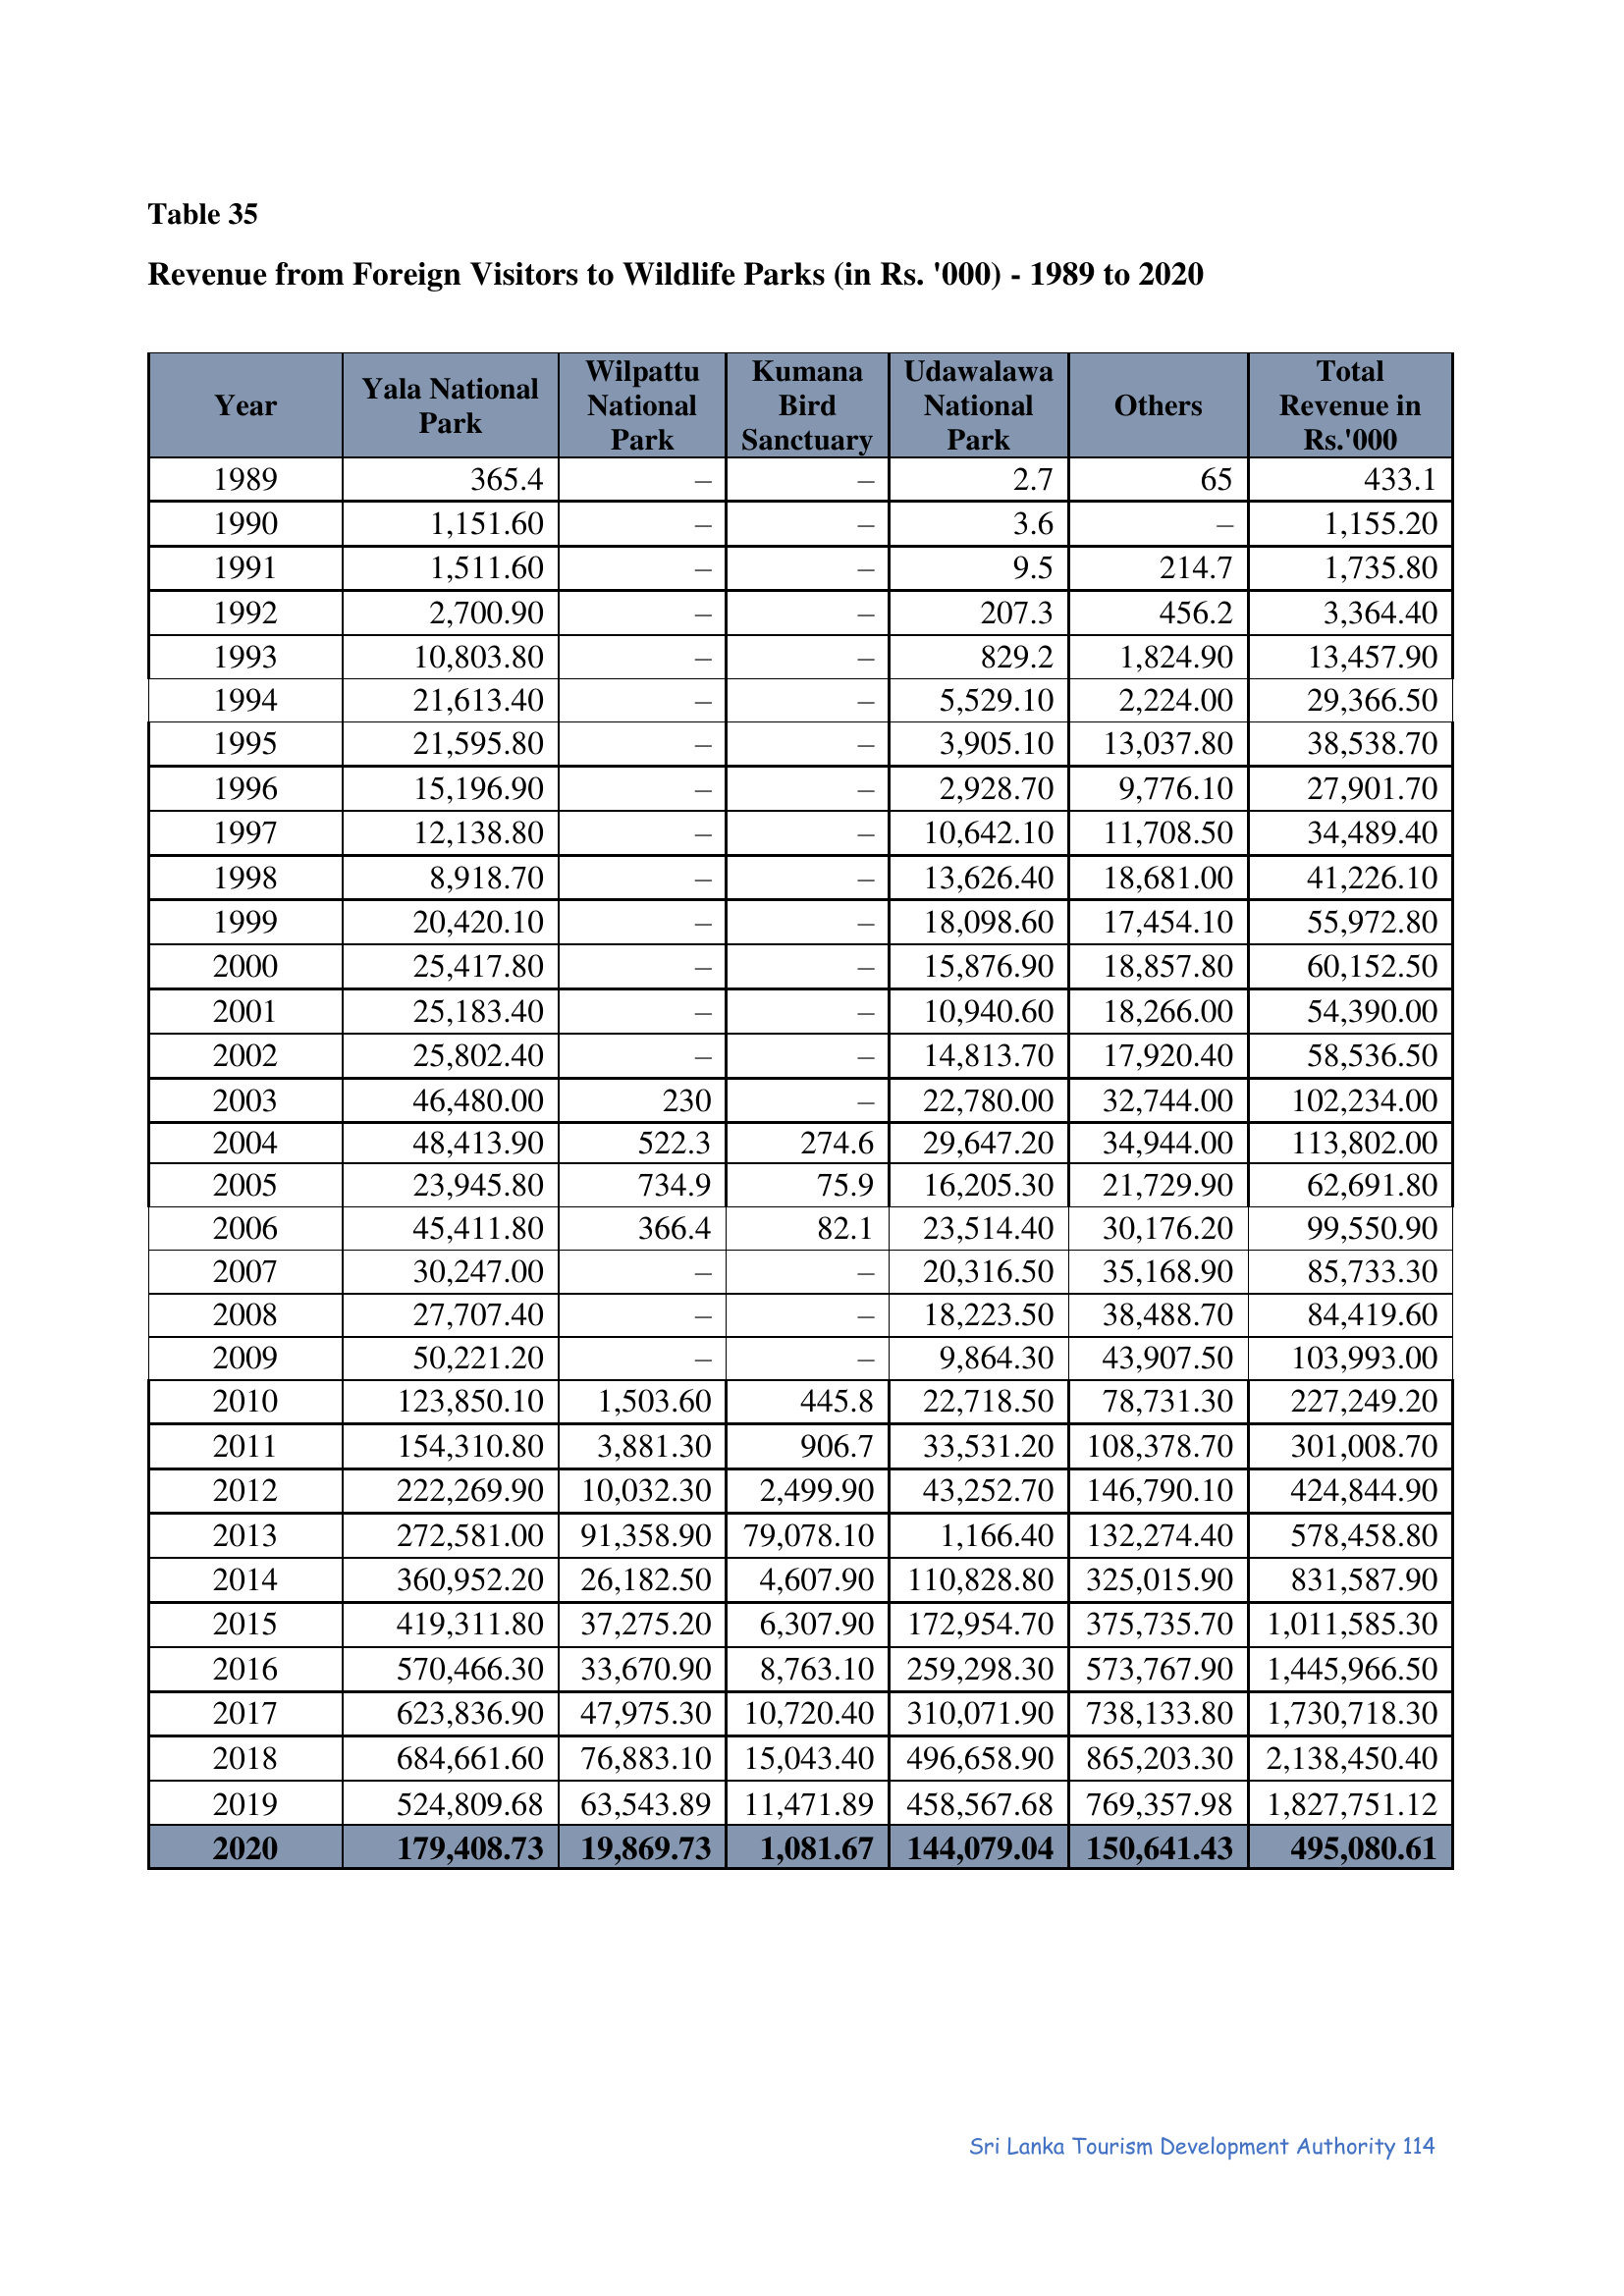 Table 35
Revenue from Foreign Visitors to Wildlife Parks (in Rs. '000) - 1989 to 2020
Year Yala National Park Wilpattu National Park Kumana Bird Sanctuary Udawalawa National Park Others Total Revenue in Rs.'000
1989 365.4 – – 2.7 65 433.1
1990 1,151.60 – – 3.6 – 1,155.20
1991 1,511.60 – – 9.5 214.7 1,735.80
1992 2,700.90 – – 207.3 456.2 3,364.40
1993 10,803.80 – – 829.2 1,824.90 13,457.90
1994 21,613.40 – – 5,529.10 2,224.00 29,366.50
1995 21,595.80 – – 3,905.10 13,037.80 38,538.70
1996 15,196.90 – – 2,928.70 9,776.10 27,901.70
1997 12,138.80 – – 10,642.10 11,708.50 34,489.40
1998 8,918.70 – – 13,626.40 18,681.00 41,226.10
1999 20,420.10 – – 18,098.60 17,454.10 55,972.80
2000 25,417.80 – – 15,876.90 18,857.80 60,152.50
2001 25,183.40 – – 10,940.60 18,266.00 54,390.00
2002 25,802.40 – – 14,813.70 17,920.40 58,536.50
2003 46,480.00 230 – 22,780.00 32,744.00 102,234.00
2004 48,413.90 522.3 274.6 29,647.20 34,944.00 113,802.00
2005 23,945.80 734.9 75.9 16,205.30 21,729.90 62,691.80
2006 45,411.80 366.4 82.1 23,514.40 30,176.20 99,550.90
2007 30,247.00 – – 20,316.50 35,168.90 85,733.30
2008 27,707.40 – – 18,223.50 38,488.70 84,419.60
2009 50,221.20 – – 9,864.30 43,907.50 103,993.00
2010 123,850.10 1,503.60 445.8 22,718.50 78,731.30 227,249.20
2011 154,310.80 3,881.30 906.7 33,531.20 108,378.70 301,008.70
2012 222,269.90 10,032.30 2,499.90 43,252.70 146,790.10 424,844.90
2013 272,581.00 91,358.90 79,078.10 1,166.40 132,274.40 578,458.80
2014 360,952.20 26,182.50 4,607.90 110,828.80 325,015.90 831,587.90
2015 419,311.80 37,275.20 6,307.90 172,954.70 375,735.70 1,011,585.30
2016 570,466.30 33,670.90 8,763.10 259,298.30 573,767.90 1,445,966.50
2017 623,836.90 47,975.30 10,720.40 310,071.90 738,133.80 1,730,718.30
2018 684,661.60 76,883.10 15,043.40 496,658.90 865,203.30 2,138,450.40
2019 524,809.68 63,543.89 11,471.89 458,567.68 769,357.98 1,827,751.12
2020 179,408.73 19,869.73 1,081.67 144,079.04 150,641.43 495,080.61
Sri Lanka Tourism Development Authority 114